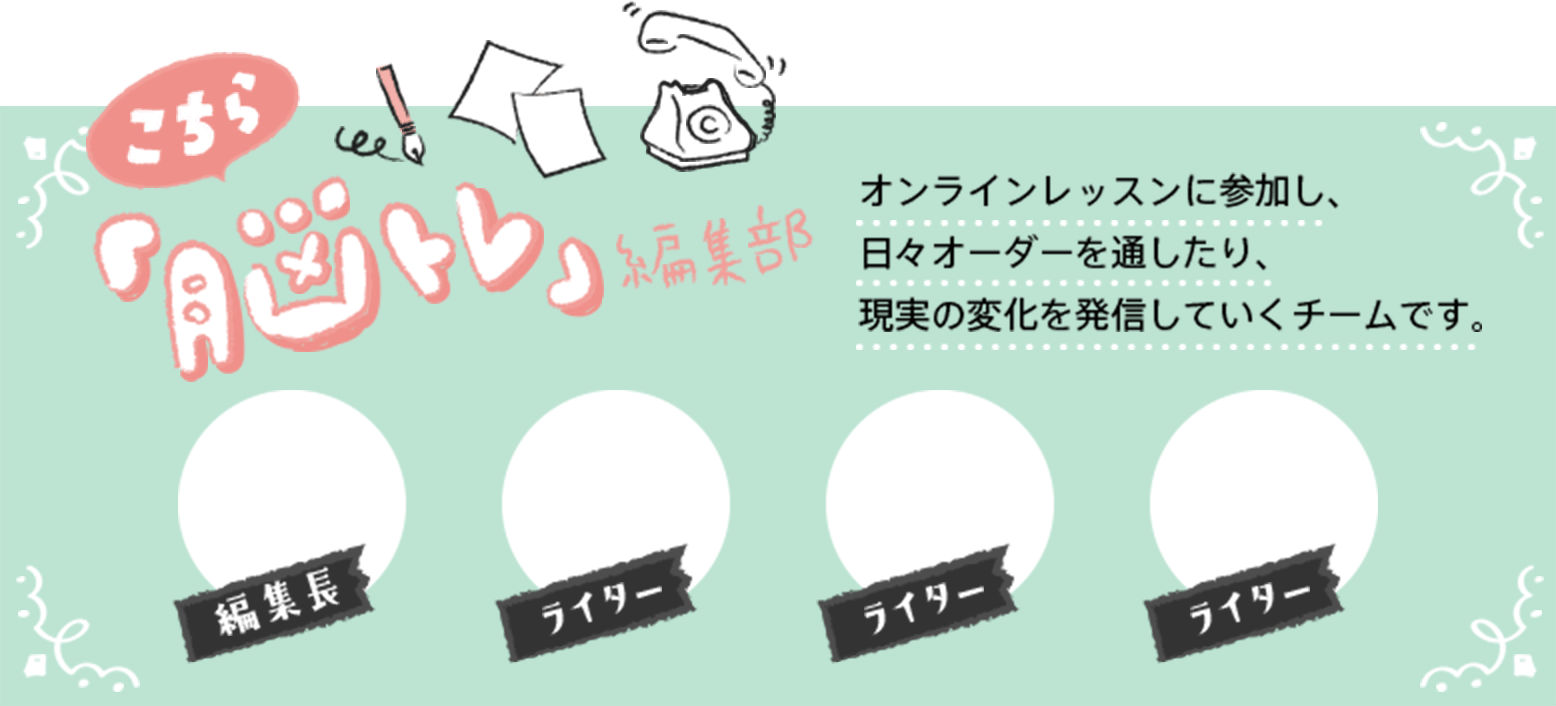 こちら
「脳トレ」編集部
オンラインレッスンに参加し、
日々オーダーを通したり、
現実の変化を発信していくチームです。
編集長
ライター
ライター
ライター